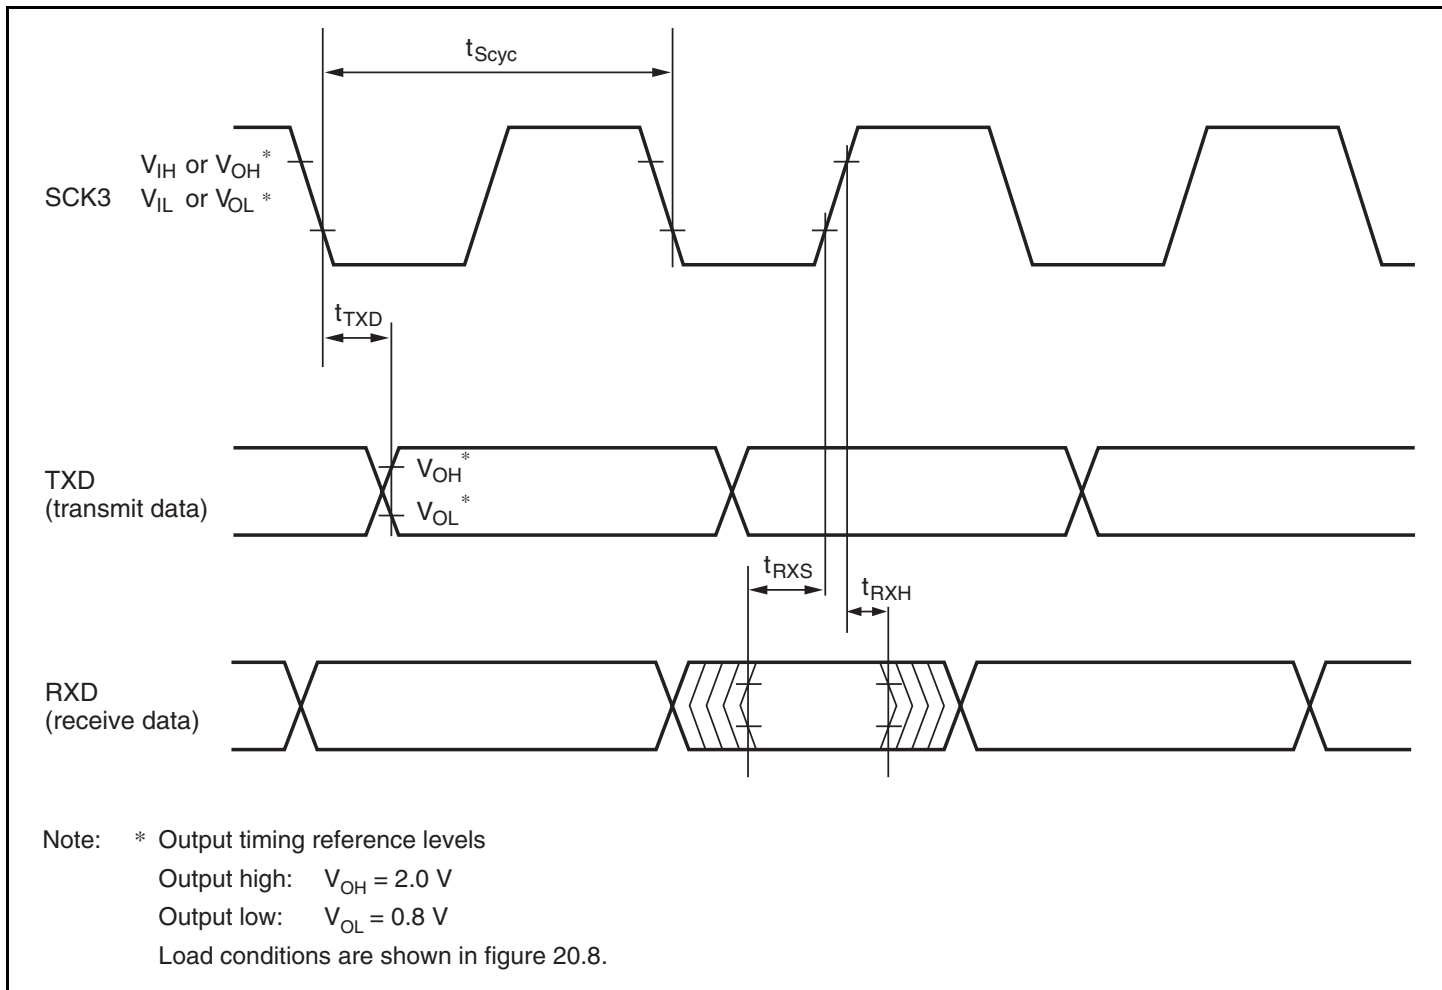 tScyc
VIH or VOH*
SCK3 VIL or VOL *
tTXD
TXD
(transmit data)
VOH*
VOL*
tRXS
tRXH
RXD
(receive data)
Note: * Output timing reference levels
Output high: VOH = 2.0 V
Output low: VOL = 0.8 V
Load conditions are shown in figure 20.8.